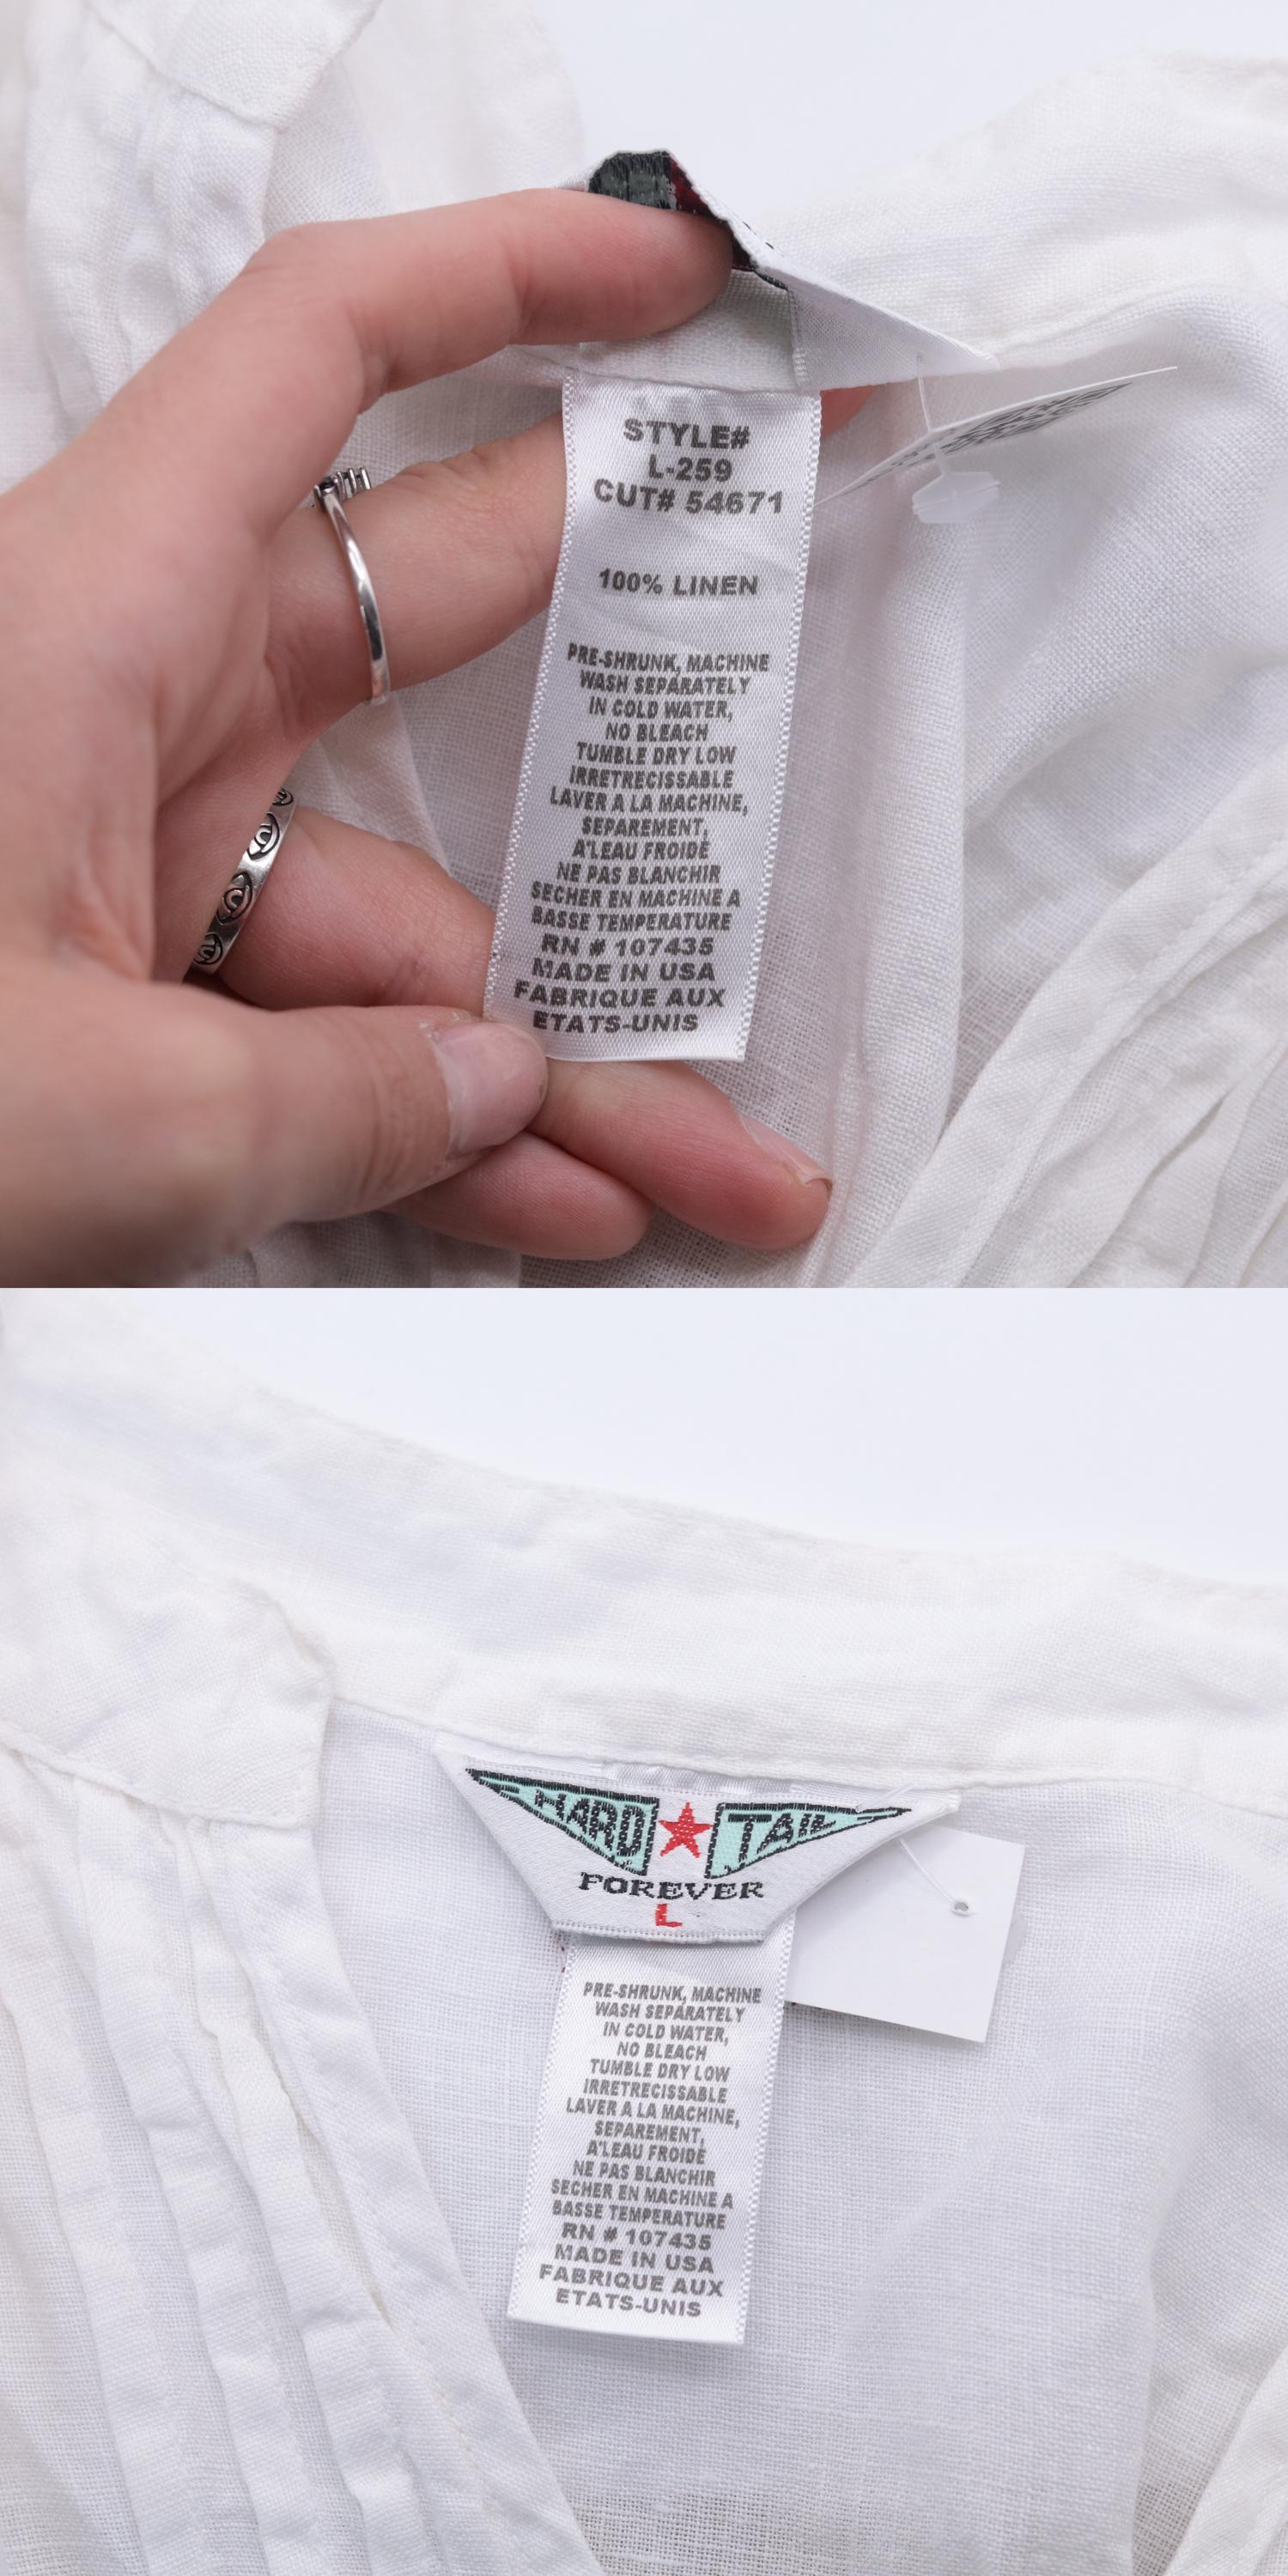 STYLE#
L-259
CUT# 54671
100% LINEN
PRE-SHRUNK, MACHINE
WASH SEPARATELY
IN COLD WATER,
NO BLEACH
TUMBLE DRY LOW
IRRETRECISSABLE
LAVER A LA MACHINE,
SEPAREMENT,
A'LEAU FROIDE
NE PAS BLANCHIR
SECHER EN MACHINE A
BASSE TEMPERATURE
RN # 107435
MADE IN USA
FABRIQUE AUX
ETATS-UNIS
HARD TAIL
FOREVER
L
PRE-SHRUNK, MACHINE
WASH SEPARATELY
IN COLD WATER,
NO BLEACH
TUMBLE DRY LOW
IRRETRECISSABLE
LAVER A LA MACHINE,
SEPAREMENT,
A'LEAU FROIDE
NE PAS BLANCHIR
SECHER EN MACHINE A
BASSE TEMPERATURE
RN # 107435
MADE IN USA
FABRIQUE AUX
ETATS-UNIS